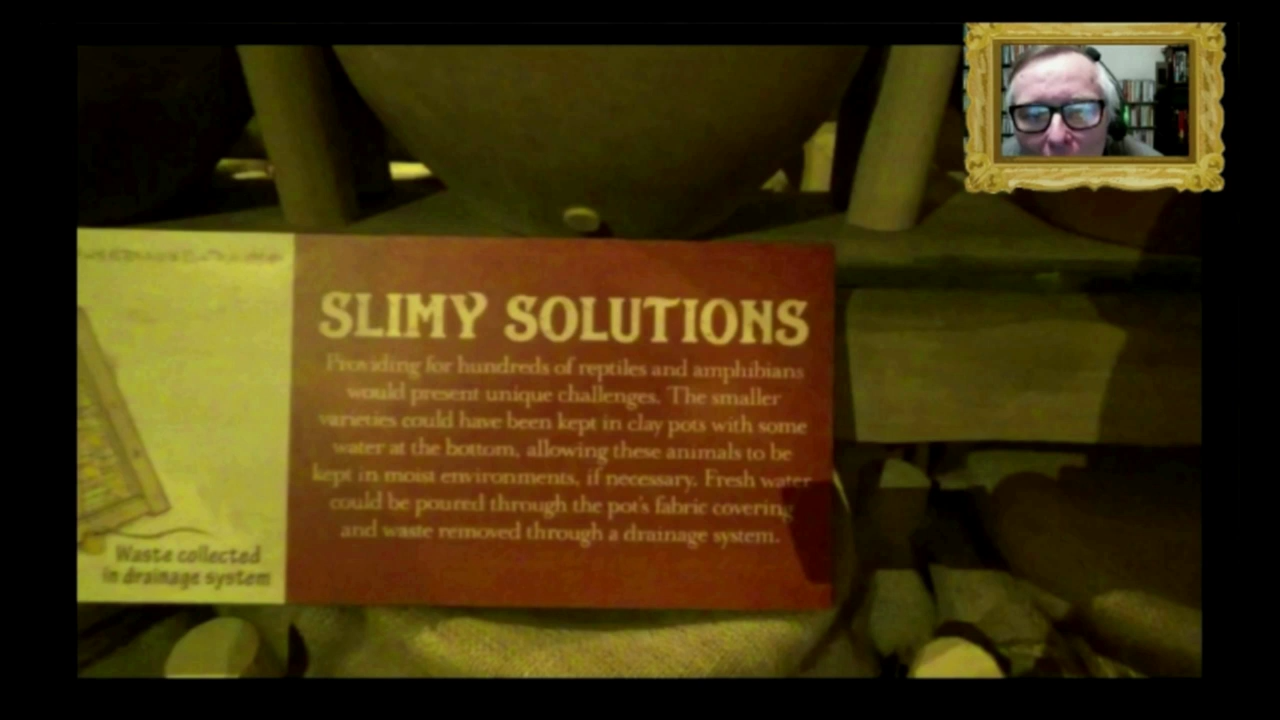 SLIMY SOLUTIONS
Providing for hundreds of reptiles and amphibians
would present unique challenges. The smaller
varieties could have been kept in clay pots with some
water at the bottom, allowing these animals to be
kept in moist environments, if necessary. Fresh water
could be poured through the pot's fabric covering
and waste removed through a drainage system.
Waste collected
in drainage system